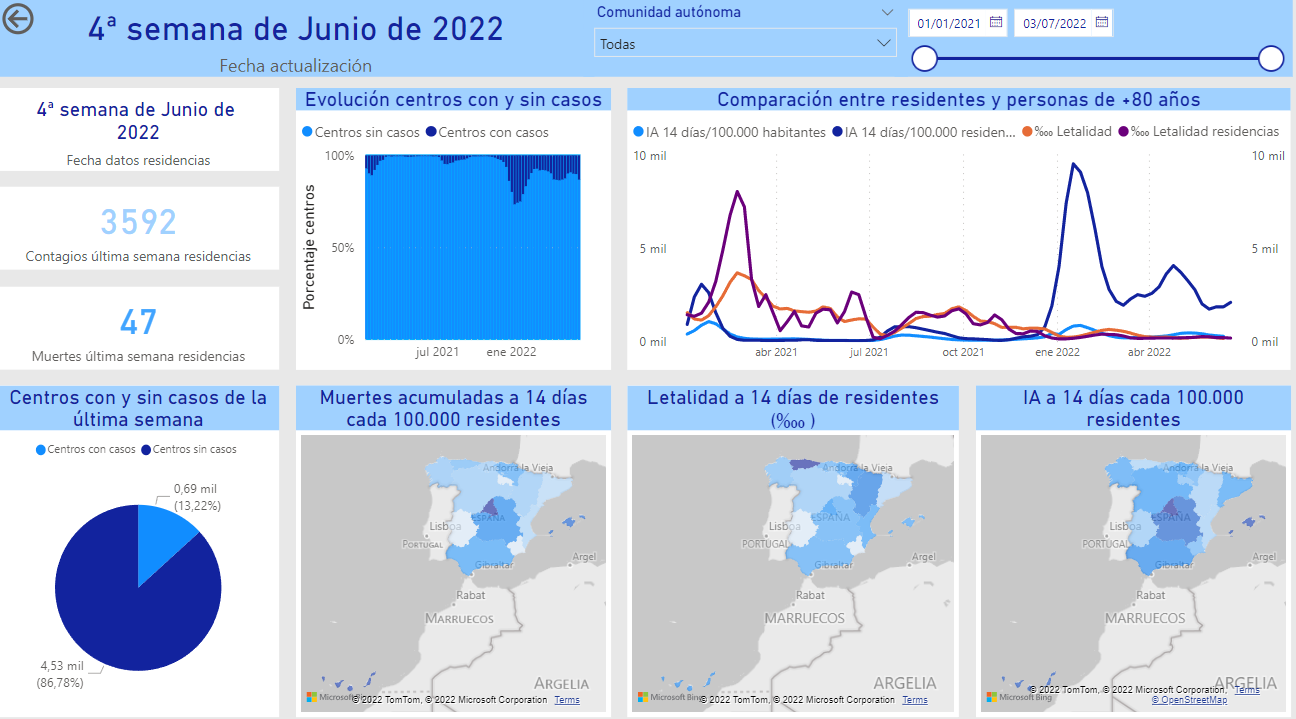 4ª semana de Junio de 2022
Fecha actualización
Comunidad autónoma
Todas
01/01/2021
03/07/2022
4ª semana de Junio de
2022
Fecha datos residencias
3592
Contagios última semana residencias
47
Muertes última semana residencias
Evolución centros con y sin casos
Centros sin casos
Centros con casos
Porcentaje centros
100%
50%
0%
jul 2021
ene 2022
Comparación entre residentes y personas de +80 años
IA 14 días/100.000 habitantes
IA 14 días/100.000 residen...
‱ Letalidad
‱ Letalidad residencias
10 mil
5 mil
0 mil
10 mil
5 mil
0 mil
abr 2021
jul 2021
oct 2021
ene 2022
abr 2022
Centros con y sin casos de la
última semana
Centros con casos
Centros sin casos
0,69 mil
(13,22%)
4,53 mil
(86,78%)
Muertes acumuladas a 14 días
cada 100.000 residentes
Andorra la Vieja
ESPAÑA
Lisboa
PORTUGAL
Gibraltar
Argel
Rabat
MARRUECOS
ARGELIA
Microsoft Bing
© 2022 TomTom, © 2022 Microsoft Corporation
Terms
Letalidad a 14 días de residentes
(‱ )
Andorra la Vieja
ESPAÑA
Lisboa
PORTUGAL
Gibraltar
Argel
Rabat
MARRUECOS
ARGELIA
Microsoft Bing
© 2022 TomTom, © 2022 Microsoft Corporation
Terms
IA a 14 días cada 100.000
residentes
Andorra la Vieja
ESPAÑA
Lisboa
PORTUGAL
Gibraltar
Argel
Rabat
MARRUECOS
ARGELIA
Microsoft Bing
© 2022 TomTom, © 2022 Microsoft Corporation,
Terms
© OpenStreetMap